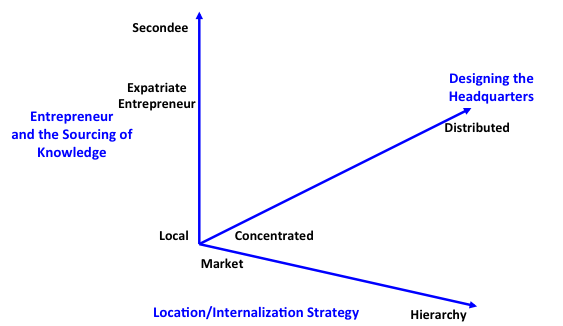 Secondee
Designing the
Headquarters
Expatriate
Entrepreneur
Entrepreneur
and the Sourcing of
Knowledge
Distributed
Local
Concentrated
Market
Location/Internalization Strategy
Hierarchy